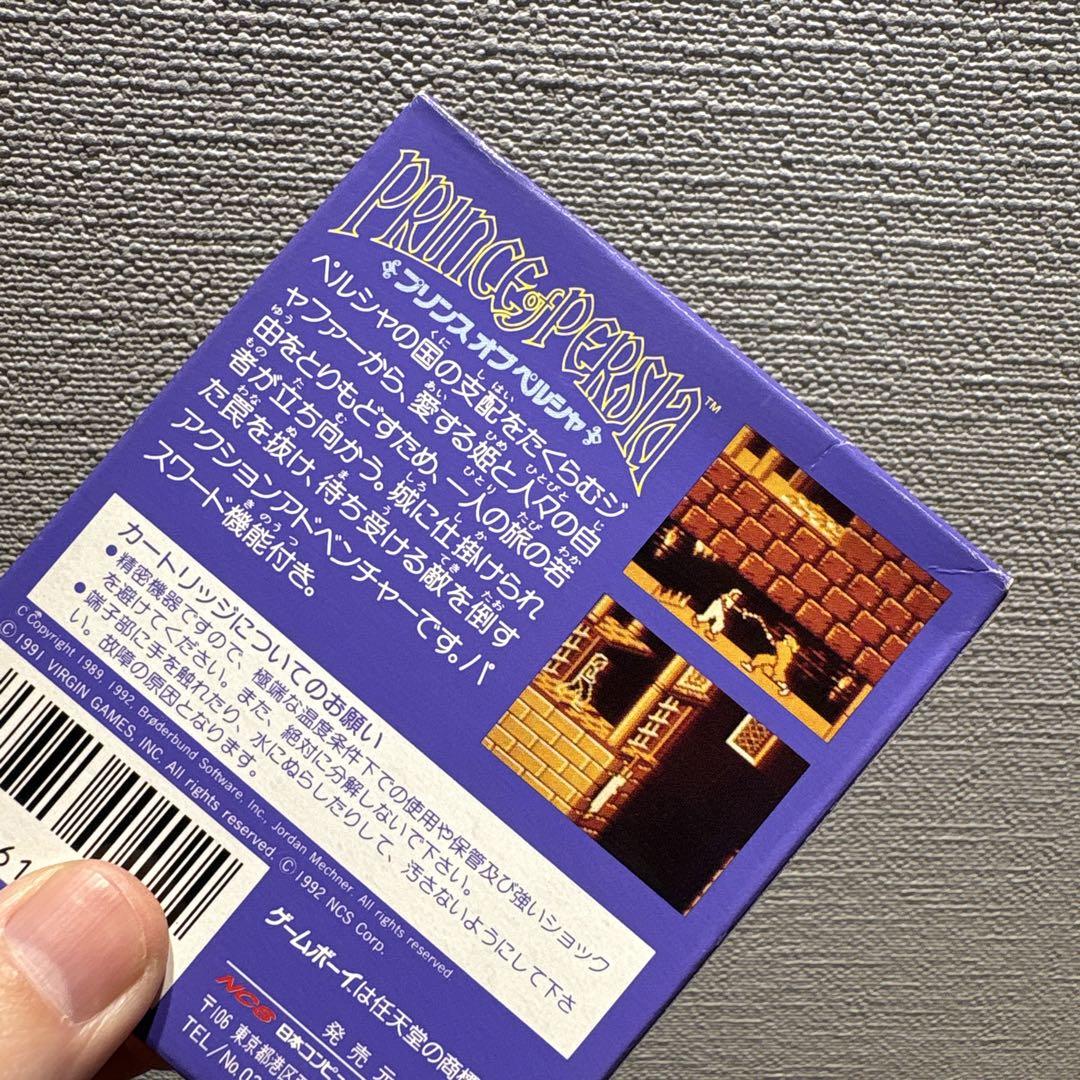 PRINCE of PERSIA™
プリンスオブペルシャ
ペルシャの国の支配をたくらむジ
ャファーから、愛する姫と人々の自
由をとりもどすため、一人の旅の若
者が立ち向かう。城に仕掛けられ
た罠を抜け、待ち受ける敵を倒す
アクションアドベンチャーです。パ
スワード機能付き。
カートリッジについてのお願い
●精密機器ですので、極端な温度条件下での使用や保管及び強いショック
を避けてください。また、絶対に分解しないで下さい。
●端子部に手を触れたり、水にぬらしたりして、汚さないようにして下さ
い。故障の原因となります。
©Copyright 1989, 1992, Brøderbund Software, Inc., Jordan Mechner. All rights reserved.
©1991 VIRGIN GAMES, INC. All rights reserved. ©1992 NCS Corp.
61
ゲームボーイは任天堂の商標
発売元
NCS 日本コンピ
〒106 東京都港区
TEL/No.0